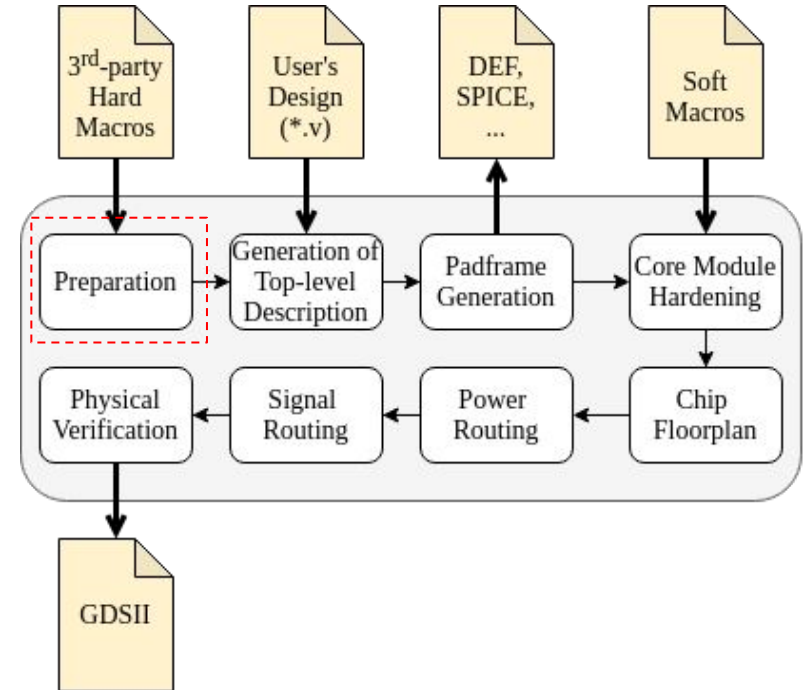 3rd-party
Hard
Macros
User's
Design
(*.v)
DEF,
SPICE,
...
Soft
Macros
Preparation
Generation of
Top-level
Description
Padframe
Generation
Core Module
Hardening
Physical
Verification
Signal
Routing
Power
Routing
Chip
Floorplan
GDSII